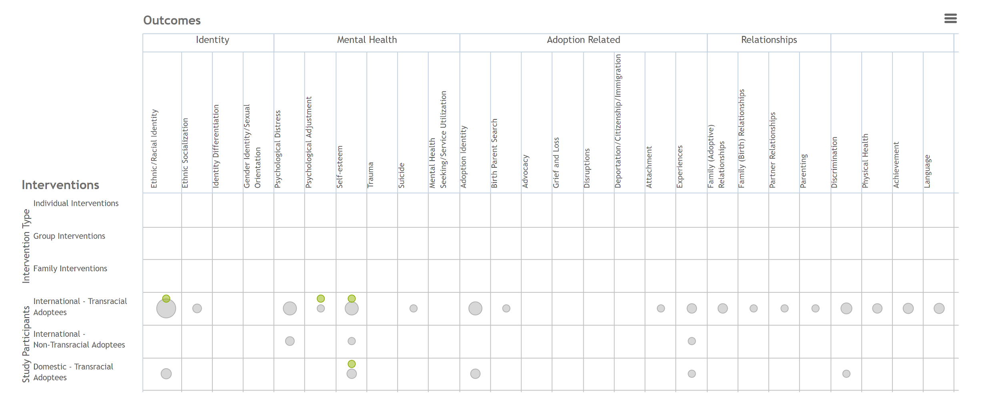 Outcomes
Identity
Mental Health
Adoption Related
Relationships
Ethnic/Racial Identity
Ethnic Socialization
Identity Differentiation
Gender Identity/Sexual
Orientation
Psychological Distress
Psychological Adjustment
Self-esteem
Trauma
Suicide
Mental Health
Seeking/Service Utilization
Adoption Identity
Birth Parent Search
Advocacy
Grief and Loss
Disruptions
Deportation/Citizenship/Immigration
Attachment
Experiences
Family (Adoptive)
Relationships
Family (Birth) Relationships
Partner Relationships
Parenting
Discrimination
Physical Health
Achievement
Language
Interventions
Intervention Type
Individual Interventions
Group Interventions
Family Interventions
Study Participants
International - Transracial
Adoptees
International -
Non-Transracial Adoptees
Domestic - Transracial
Adoptees